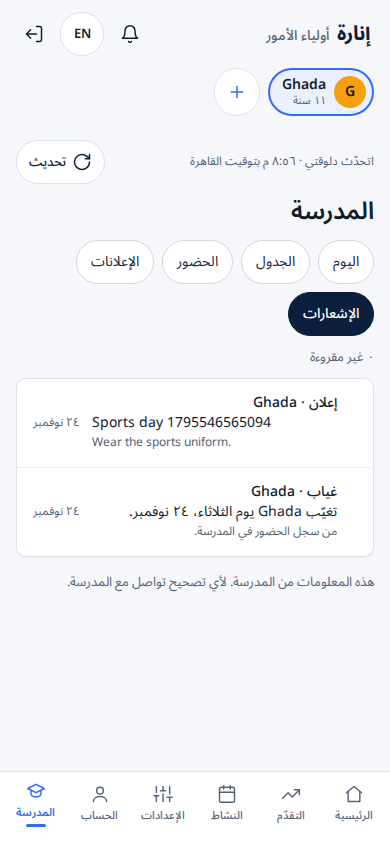 إنارة أولياء الأمور
EN
G
Ghada
١١ سنة
اتحدّث دلوقتي · ٨:٥٦ م بتوقيت القاهرة
تحديث
المدرسة
اليوم
الجدول
الحضور
الإعلانات
الإشعارات
٠ غير مقروءة
إعلان · Ghada
Sports day 1795546565094
Wear the sports uniform.
٢٤ نوفمبر
غياب · Ghada
تغيّب Ghada يوم الثلاثاء، ٢٤ نوفمبر.
من سجل الحضور في المدرسة.
٢٤ نوفمبر
هذه المعلومات من المدرسة. لأي تصحيح تواصل مع المدرسة.
الرئيسية
التقدّم
النشاط
الإعدادات
الحساب
المدرسة